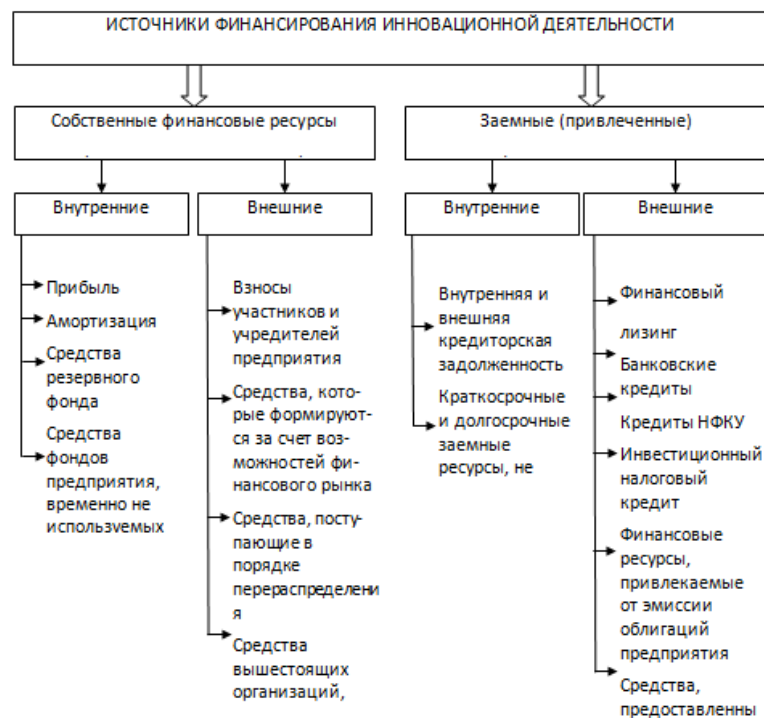 ИСТОЧНИКИ ФИНАНСИРОВАНИЯ ИННОВАЦИОННОЙ ДЕЯТЕЛЬНОСТИ
Собственные финансовые ресурсы
Заемные (привлеченные)
Внутренние
Внешние
Внутренние
Внешние
Прибыль
Амортизация
Средства
резервного
фонда
Средства
фондов
предприятия,
временно не
используемых
Взносы
участников и
учредителей
предприятия
Средства, кото-
рые формируют-
ся за счет воз-
можностей фи-
нансового рынка
Средства, посту-
пающие в
порядке
перераспределени
я
Средства
вышестоящих
организаций,
Внутренняя и
внешняя
кредиторская
задолженность
Краткосрочные
и долгосрочные
заемные
ресурсы, не
Финансовый
лизинг
Банковские
кредиты
Кредиты НФКУ
Инвестиционный
налоговый
кредит
Финансовые
ресурсы,
привлекаемые
от эмиссии
облигаций
предприятия
Средства,
предоставленны